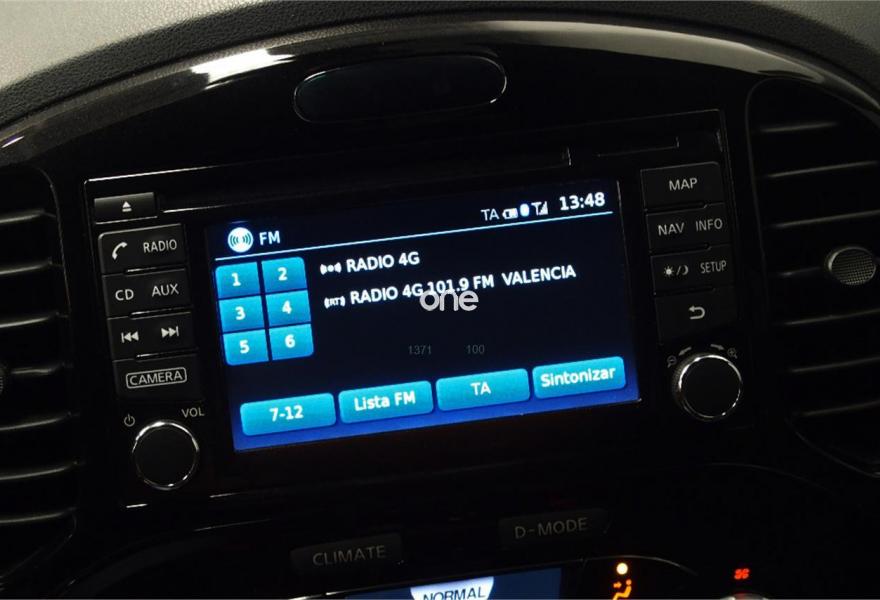 TA 13:48
FM
1 2
3 4
5 6
RADIO 4G
(RT) RADIO 4G 101.9 FM VALENCIA
one
1371 100
7-12 Lista FM TA Sintonizar
RADIO
CD AUX
CAMERA
VOL
MAP
NAV INFO
SETUP
CLIMATE
D-MODE
NORMAL